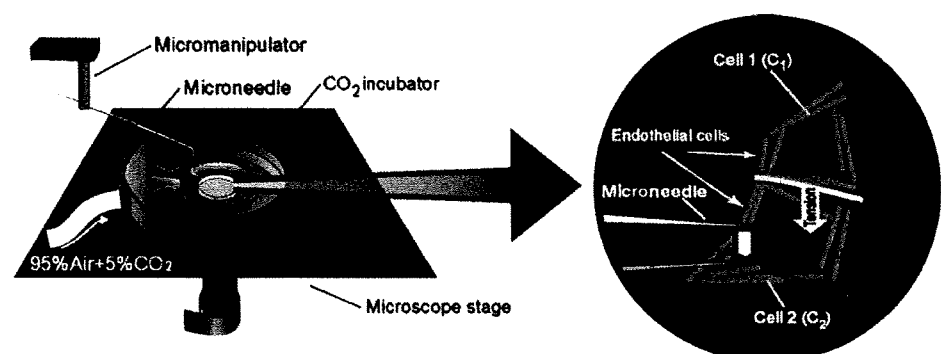 Micromanipulator
Microneedle
CO₂ incubator
95%Air+5%CO₂
Microscope stage
Cell 1 (C₁)
Endothelial cells
Microneedle
Tension
Cell 2 (C₂)